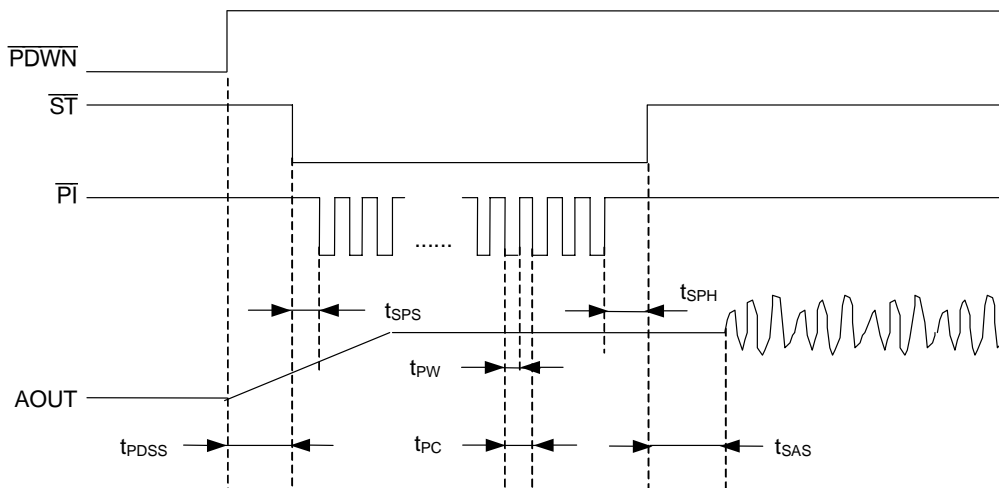 PDWN
ST
PI
......
tSPS
tSPH
tPW
AOUT
tPDSS
tPC
tSAS